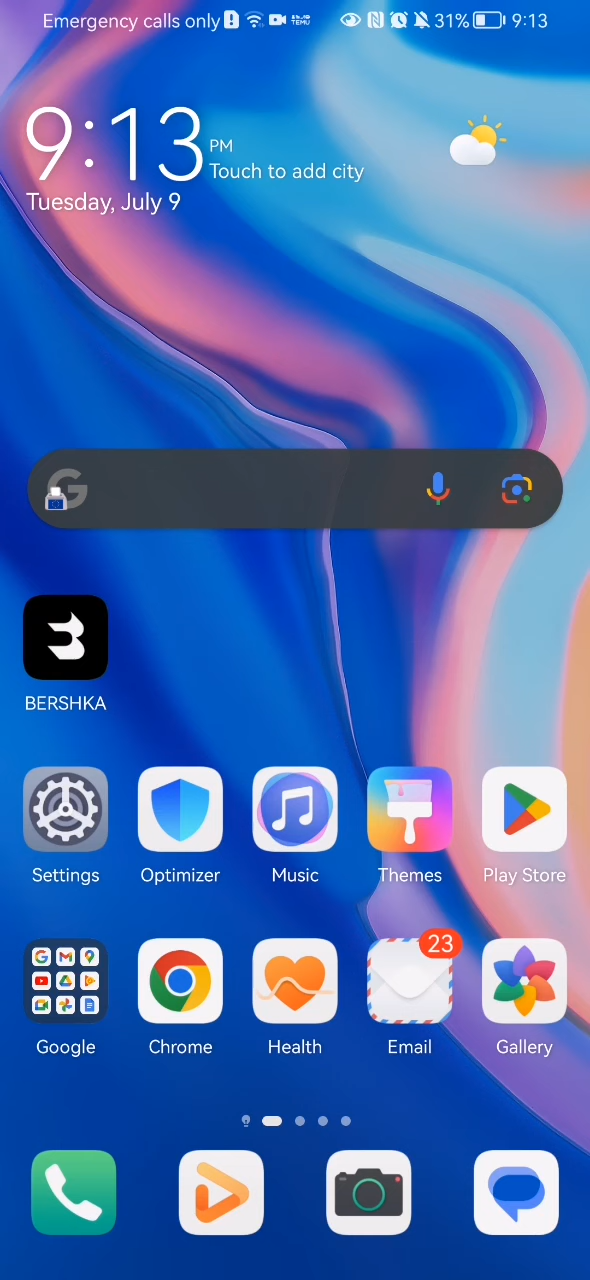 Emergency calls only 31% 9:13
9:13 PM
Touch to add city
Tuesday, July 9
BERSHKA
Settings Optimizer Music Themes Play Store
23
Google Chrome Health Email Gallery